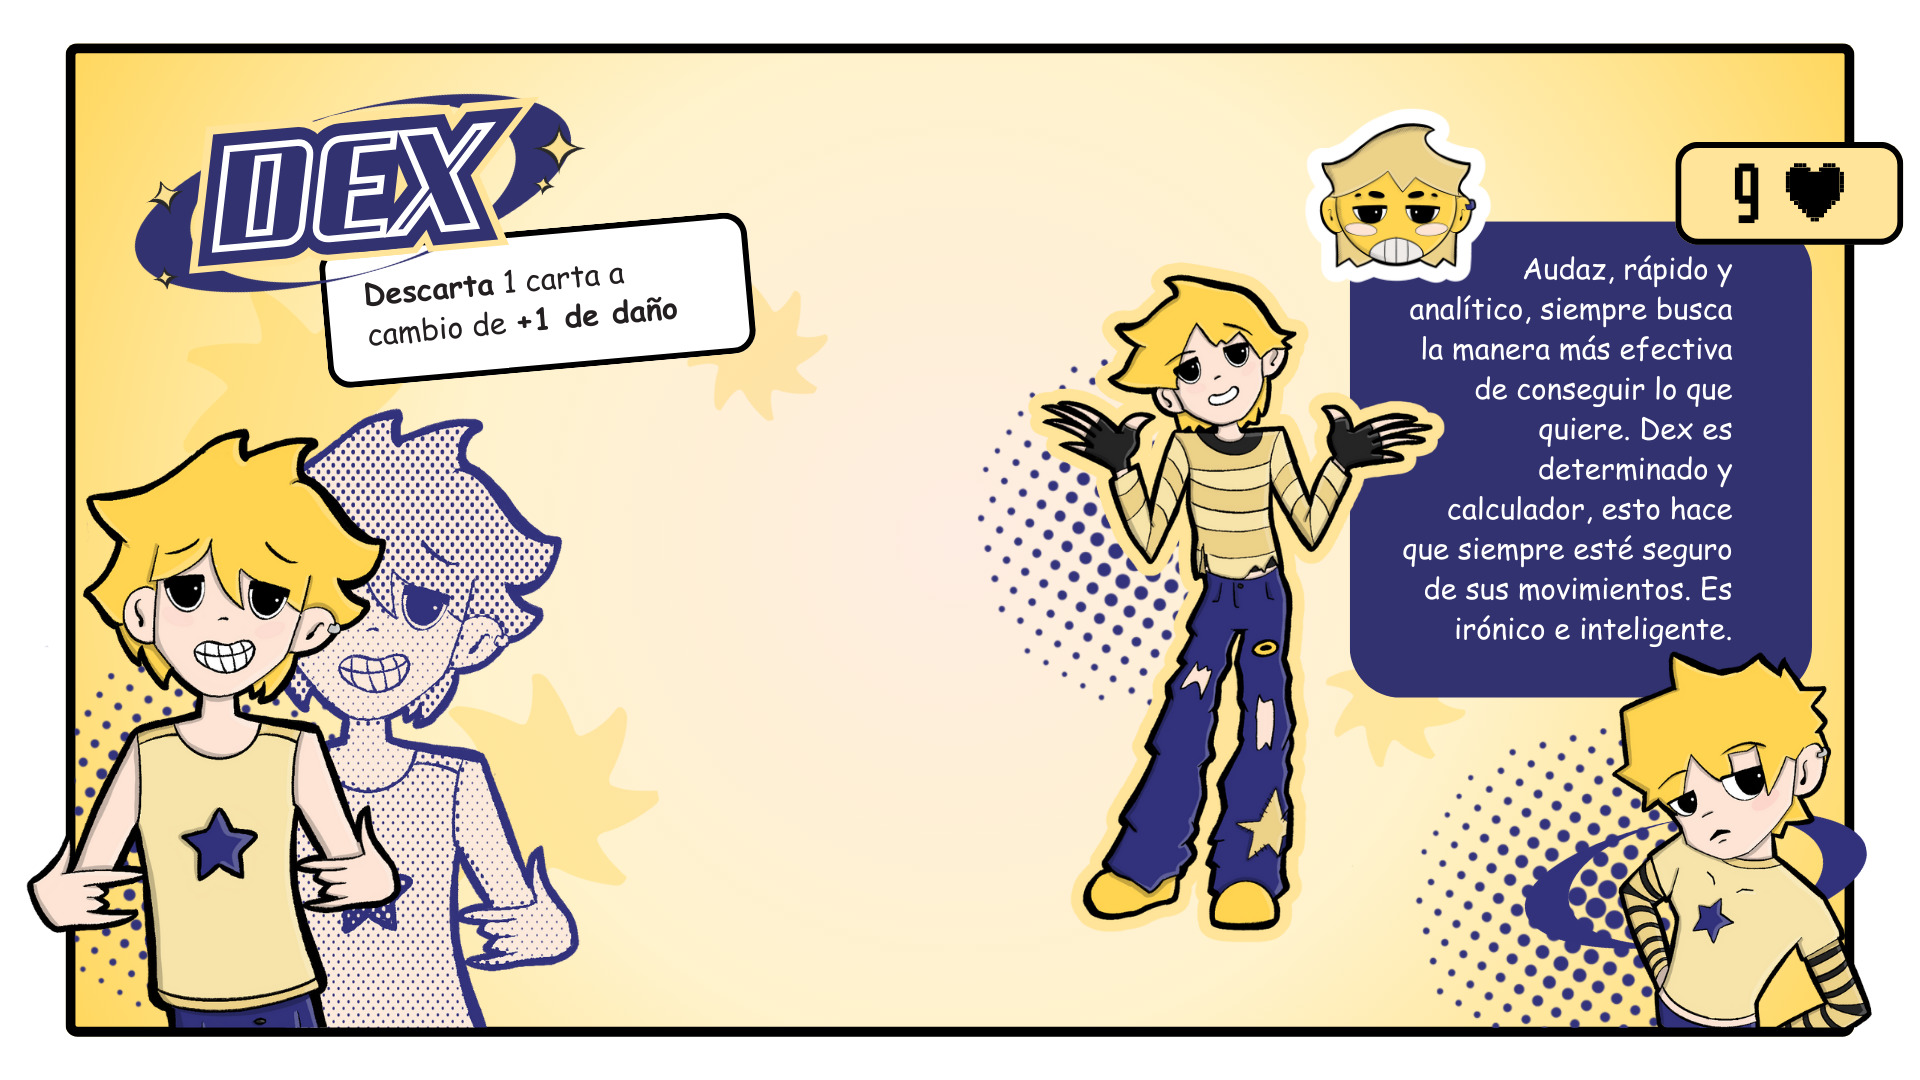 DEX
Descarta 1 carta a
cambio de +1 de daño
9
Audaz, rápido y
analítico, siempre busca
la manera más efectiva
de conseguir lo que
quiere. Dex es
determinado y
calculador, esto hace
que siempre esté seguro
de sus movimientos. Es
irónico e inteligente.